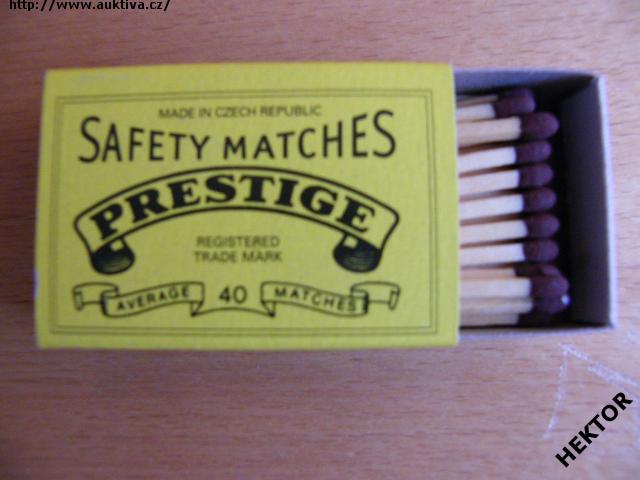 http://www.auktiva.cz/
MADE IN CZECH REPUBLIC
SAFETY MATCHES
PRESTIGE
REGISTERED
TRADE MARK
AVERAGE 40 MATCHES
HEKTOR